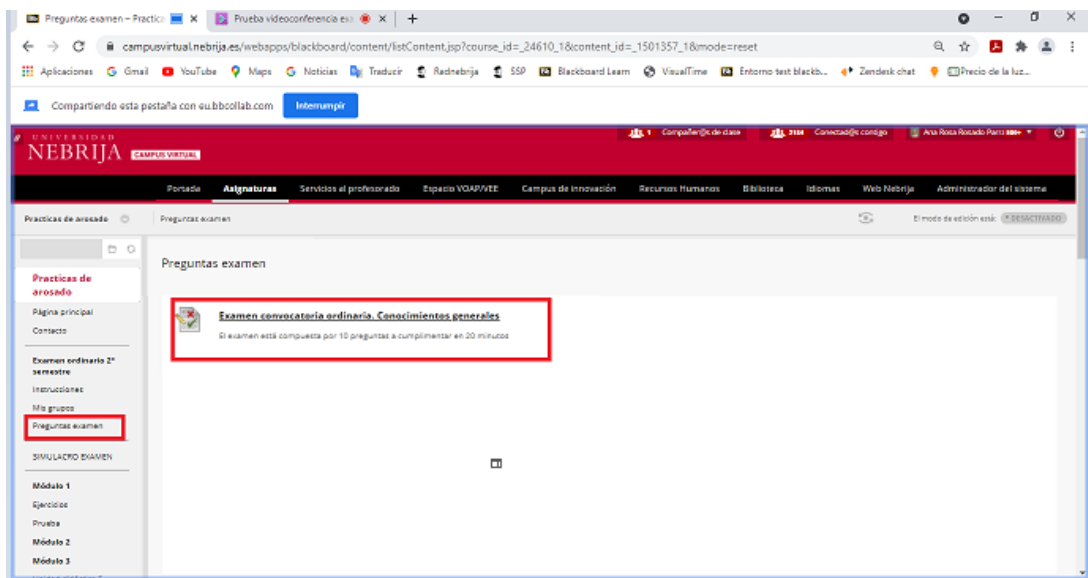 Preguntas examen – Practic
Prueba videoconferencia exa
campusvirtual.nebrija.es/webapps/blackboard/content/listContent.jsp?course_id=_24610_1&content_id=_1501357_1&mode=reset
Aplicaciones Gmail YouTube Maps Noticias Traducir Rednebrija SSP Blackboard Learn VisualTime Entorno test blackb... Zendesk chat Precio de la luz...
Compartiendo esta pestaña con eu.bbcollab.com Interrumpir
UNIVERSIDAD
NEBRIJA CAMPUS VIRTUAL
1 Compañer@s de clase Conectad@s contigo Ana Rosa Rosado
Portada Asignaturas Servicios al profesorado Espacio VOAP/VEE Campus de innovación Recursos Humanos Biblioteca Idiomas Web Nebrija Administrador del sistema
Practicas de arosado Preguntas examen El modo de edición está: DESACTIVADO
Preguntas examen
Practicas de
arosado
Página principal
Contacto
Examen ordinario 2º
semestre
Instrucciones
Mis grupos
Preguntas examen
SIMULACRO EXAMEN
Módulo 1
Ejercicios
Prueba
Módulo 2
Módulo 3
Examen convocatoria ordinaria. Conocimientos generales
El examen está compuesta por 10 preguntas a cumplimentar en 20 minutos